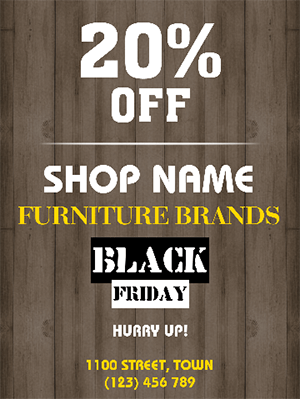 20%
OFF
SHOP NAME
FURNITURE BRANDS
BLACK
FRIDAY
HURRY UP!
1100 STREET, TOWN
(123) 456 789